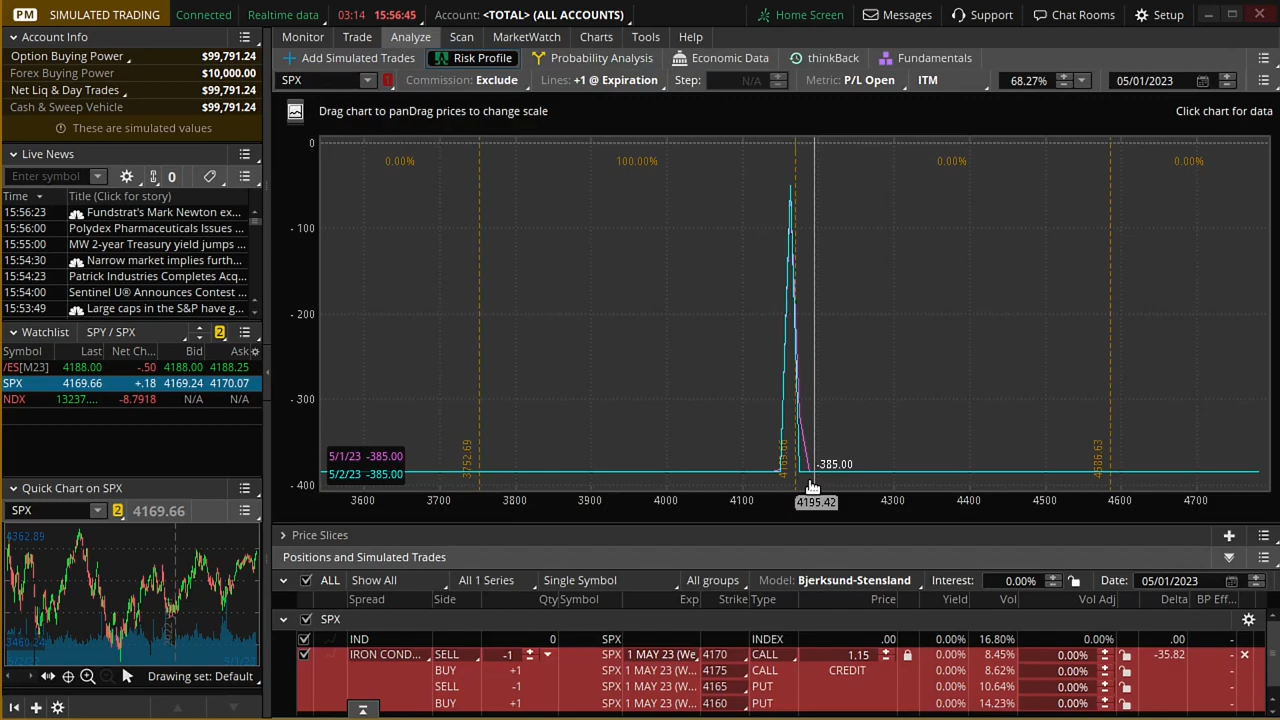 PM SIMULATED TRADING Connected Realtime data 03:14 15:56:45 Account: <TOTAL> (ALL ACCOUNTS) Home Screen Messages Support Chat Rooms Setup
Account Info
Option Buying Power $99,791.24
Forex Buying Power $10,000.00
Net Liq & Day Trades $99,791.24
Cash & Sweep Vehicle $99,791.24
These are simulated values
Live News
Enter symbol 0
Time Title (Click for story)
15:56:23 Fundstrat's Mark Newton ex...
15:56:00 Polydex Pharmaceuticals Issues ...
15:55:00 MW 2-year Treasury yield jumps ...
15:54:30 Narrow market implies furth...
15:54:23 Patrick Industries Completes Acq...
15:54:00 Sentinel U® Announces Contest ...
15:53:49 Large caps in the S&P have g...
Watchlist SPY / SPX 2
Symbol Last Net Ch... Bid Ask
/ES[M23] 4188.00 -.50 4188.00 4188.25
SPX 4169.66 +.18 4169.24 4170.07
NDX 13237.... -8.7918 N/A N/A
Quick Chart on SPX
SPX 2 4169.66
4362.89
Drawing set: Default
Monitor Trade Analyze Scan MarketWatch Charts Tools Help
Add Simulated Trades Risk Profile Probability Analysis Economic Data thinkBack Fundamentals
SPX 1 Commission: Exclude Lines: +1 @ Expiration Step: N/A Metric: P/L Open ITM 68.27% 05/01/2023
Drag chart to panDrag prices to change scale Click chart for data
0
0.00% 100.00% 0.00% 0.00%
-100
-200
-300
-400
3752.69
4586.63
5/1/23 -385.00
5/2/23 -385.00
-385.00
3600 3700 3800 3900 4000 4100 4195.42 4300 4400 4500 4600 4700
Price Slices
Positions and Simulated Trades
ALL Show All All 1 Series Single Symbol All groups Model: Bjerksund-Stensland Interest: 0.00% Date: 05/01/2023
Spread Side Qty Symbol Exp Strike Type Price Yield Vol Vol Adj Delta BP Eff...
SPX
IND 0 SPX INDEX .00 0.00% 16.80% 0.00% .00 -
IRON COND... SELL -1 SPX 1 MAY 23 (We 4170 CALL 1.15 0.00% 8.45% 0.00% -35.82 -
BUY +1 SPX 1 MAY 23 (W... 4175 CALL CREDIT 0.00% 8.62% 0.00% -
SELL -1 SPX 1 MAY 23 (W... 4165 PUT 0.00% 10.64% 0.00% -
BUY +1 SPX 1 MAY 23 (W... 4160 PUT 0.00% 14.23% 0.00% -